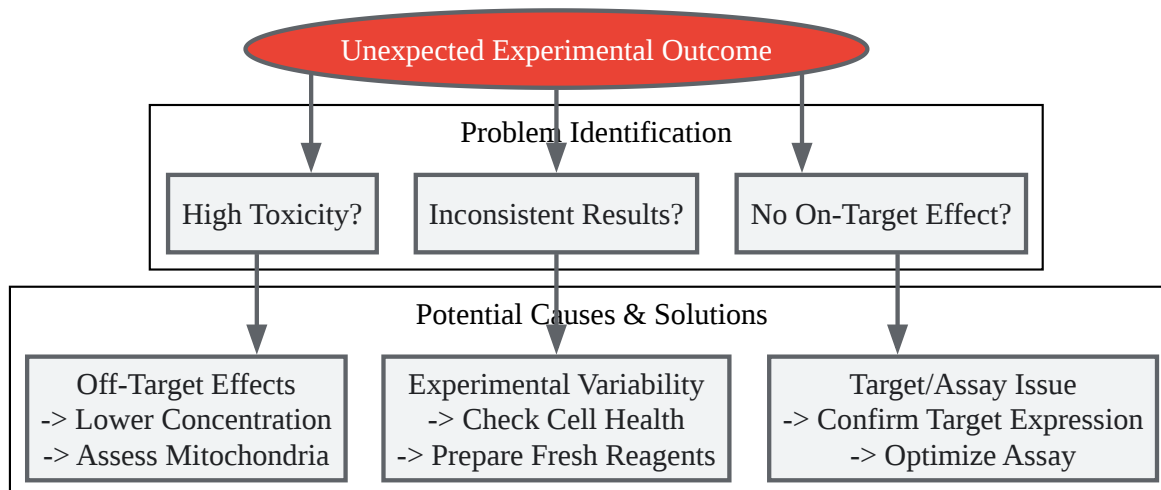 Unexpected Experimental Outcome
Problem Identification
High Toxicity?
Inconsistent Results?
No On-Target Effect?
Potential Causes & Solutions
Off-Target Effects
-> Lower Concentration
-> Assess Mitochondria
Experimental Variability
-> Check Cell Health
-> Prepare Fresh Reagents
Target/Assay Issue
-> Confirm Target Expression
-> Optimize Assay